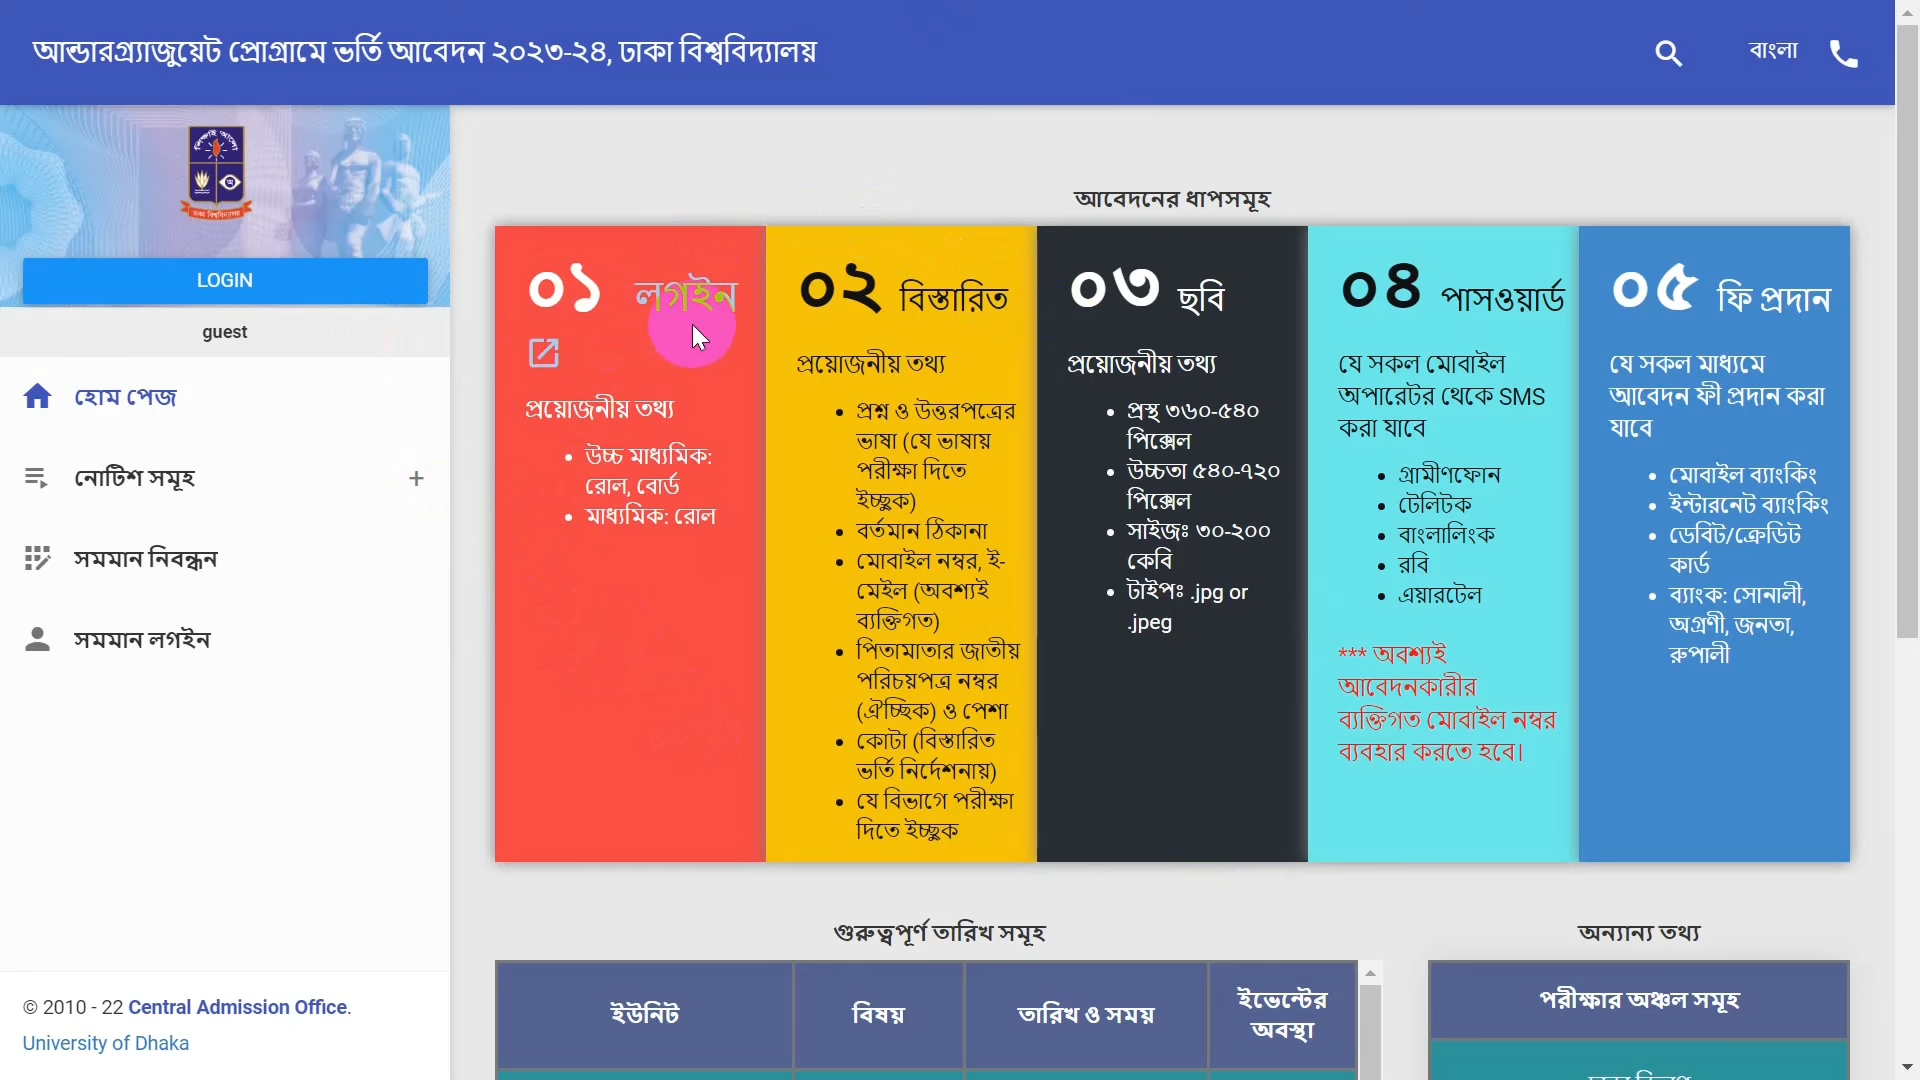 আন্ডারগ্র্যাজুয়েট প্রোগ্রামে ভর্তি আবেদন ২০২৩-২৪, ঢাকা বিশ্ববিদ্যালয়
বাংলা
LOGIN
guest
হোম পেজ
নোটিশ সমূহ
+
সমমান নিবন্ধন
সমমান লগইন
© 2010 - 22 Central Admission Office.
University of Dhaka
আবেদনের ধাপসমূহ
০১ লগইন
প্রয়োজনীয় তথ্য
উচ্চ মাধ্যমিক:
রোল, বোর্ড
মাধ্যমিক: রোল
০২ বিস্তারিত
প্রয়োজনীয় তথ্য
প্রশ্ন ও উত্তরপত্রের
ভাষা (যে ভাষায়
পরীক্ষা দিতে
ইচ্ছুক)
বর্তমান ঠিকানা
মোবাইল নম্বর, ই-
মেইল (অবশ্যই
ব্যক্তিগত)
পিতামাতার জাতীয়
পরিচয়পত্র নম্বর
(ঐচ্ছিক) ও পেশা
কোটা (বিস্তারিত
ভর্তি নির্দেশনায়)
যে বিভাগে পরীক্ষা
দিতে ইচ্ছুক
০৩ ছবি
প্রয়োজনীয় তথ্য
প্রস্থ ৩৬০-৫৪০
পিক্সেল
উচ্চতা ৫৪০-৭২০
পিক্সেল
সাইজঃ ৩০-২০০
কেবি
টাইপঃ .jpg or
.jpeg
০৪ পাসওয়ার্ড
যে সকল মোবাইল
অপারেটর থেকে SMS
করা যাবে
গ্রামীণফোন
টেলিটক
বাংলালিংক
রবি
এয়ারটেল
*** অবশ্যই
আবেদনকারীর
ব্যক্তিগত মোবাইল নম্বর
ব্যবহার করতে হবে।
০৫ ফি প্রদান
যে সকল মাধ্যমে
আবেদন ফী প্রদান করা
যাবে
মোবাইল ব্যাংকিং
ইন্টারনেট ব্যাংকিং
ডেবিট/ক্রেডিট
কার্ড
ব্যাংক: সোনালী,
অগ্রণী, জনতা,
রুপালী
গুরুত্বপূর্ণ তারিখ সমূহ
ইউনিট
বিষয়
তারিখ ও সময়
ইভেন্টের
অবস্থা
অন্যান্য তথ্য
পরীক্ষার অঞ্চল সমূহ